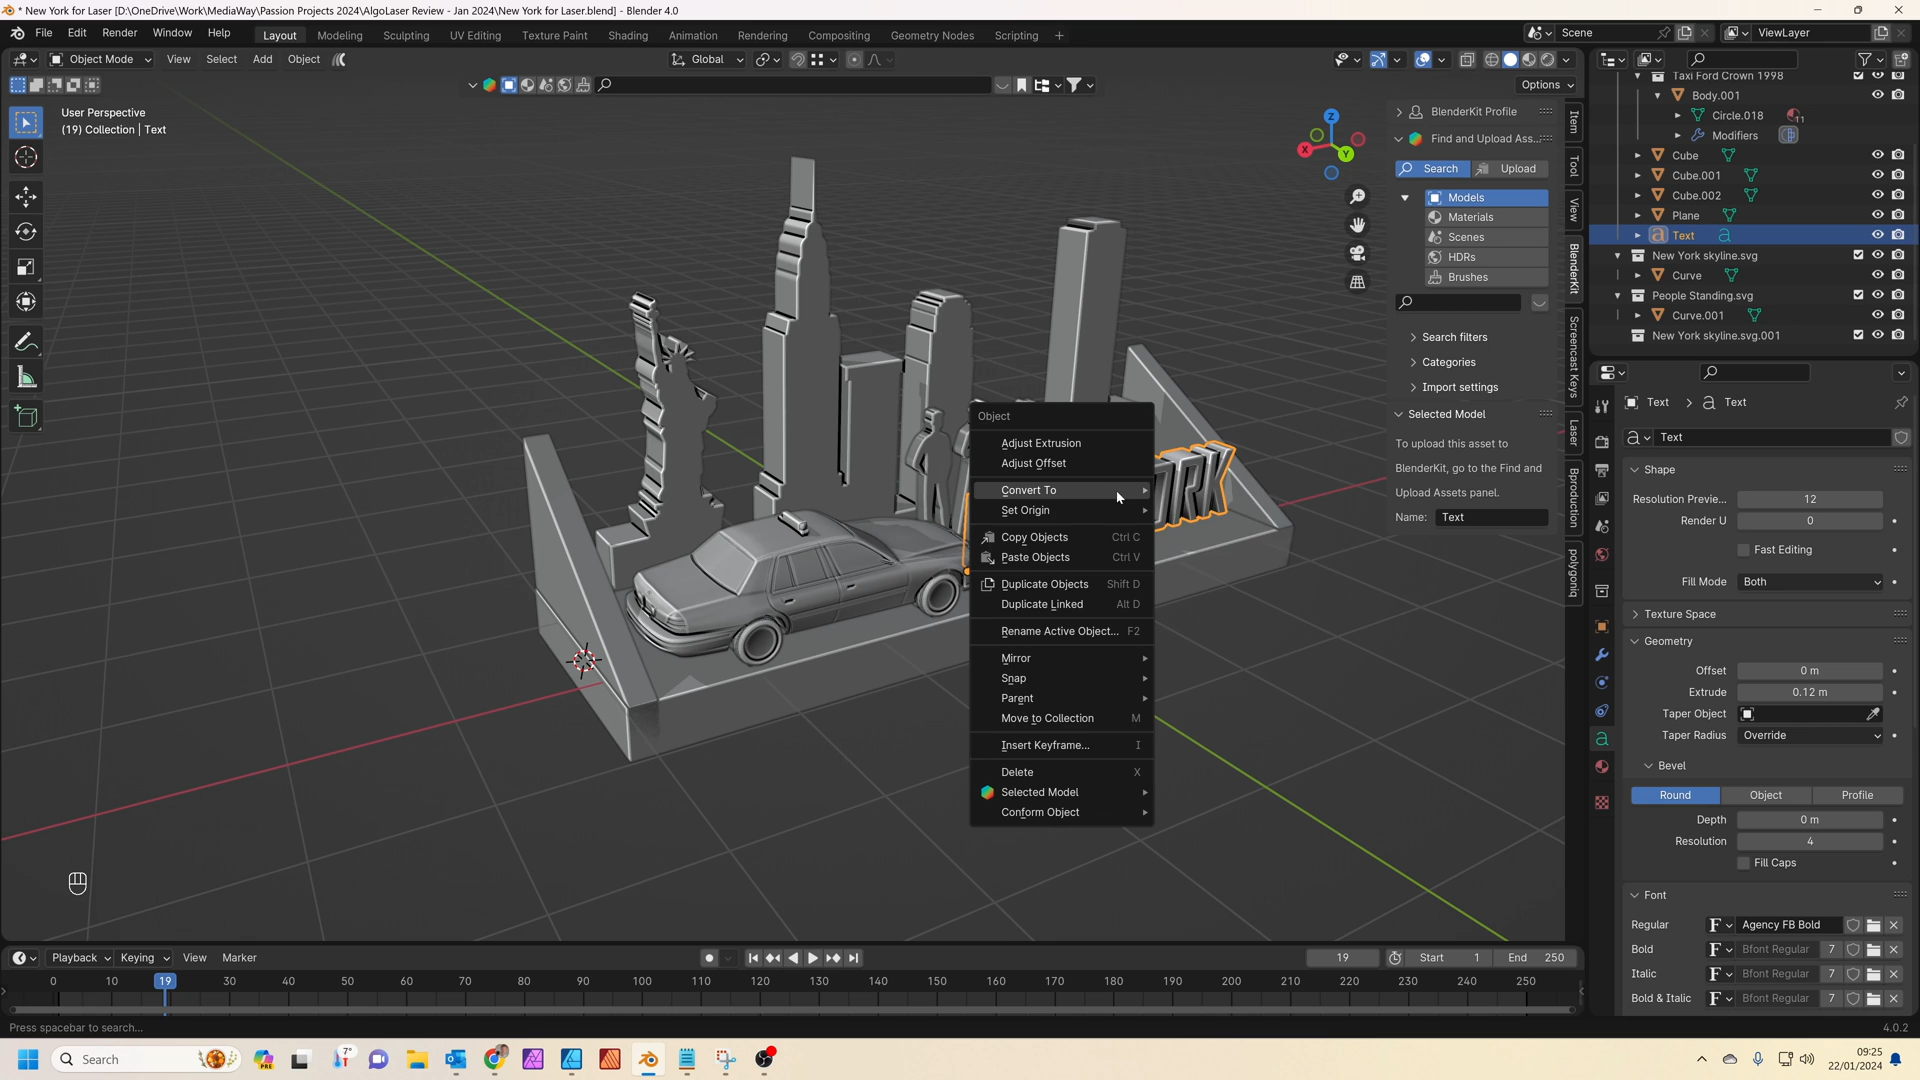 * New York for Laser [D:\OneDrive\Work\MediaWay\Passion Projects 2024\AlgoLaser Review - Jan 2024\New York for Laser.blend] - Blender 4.0
File Edit Render Window Help
Layout Modeling Sculpting UV Editing Texture Paint Shading Animation Rendering Compositing Geometry Nodes Scripting +
Scene
ViewLayer
Object Mode View Select Add Object
Global
Options
User Perspective
(19) Collection | Text
Z
X
Y
BlenderKit Profile
Find and Upload Ass...
Search
Upload
Models
Materials
Scenes
HDRs
Brushes
Search filters
Categories
Import settings
Selected Model
To upload this asset to
BlenderKit, go to the Find and
Upload Assets panel.
Name: Text
Item
Tool
View
BlenderKit
Screencast Keys
Laser
Bproduction
polygoniq
Object
Adjust Extrusion
Adjust Offset
Convert To
Set Origin
Copy Objects Ctrl C
Paste Objects Ctrl V
Duplicate Objects Shift D
Duplicate Linked Alt D
Rename Active Object... F2
Mirror
Snap
Parent
Move to Collection M
Insert Keyframe... I
Delete X
Selected Model
Conform Object
Taxi Ford Crown 1998
Body.001
Circle.018 11
Modifiers
Cube
Cube.001
Cube.002
Plane
Text
New York skyline.svg
Curve
People Standing.svg
Curve.001
New York skyline.svg.001
Text > Text
Text
Shape
Resolution Previe... 12
Render U 0
Fast Editing
Fill Mode Both
Texture Space
Geometry
Offset 0 m
Extrude 0.12 m
Taper Object
Taper Radius Override
Bevel
Round Object Profile
Depth 0 m
Resolution 4
Fill Caps
Font
Regular Agency FB Bold
Bold Bfont Regular 7
Italic Bfont Regular 7
Bold & Italic Bfont Regular 7
Playback Keying View Marker
19 Start 1 End 250
0 10 19 30 40 50 60 70 80 90 100 110 120 130 140 150 160 170 180 190 200 210 220 230 240 250
Press spacebar to search...
4.0.2
Search
PRE
7°
09:25
22/01/2024